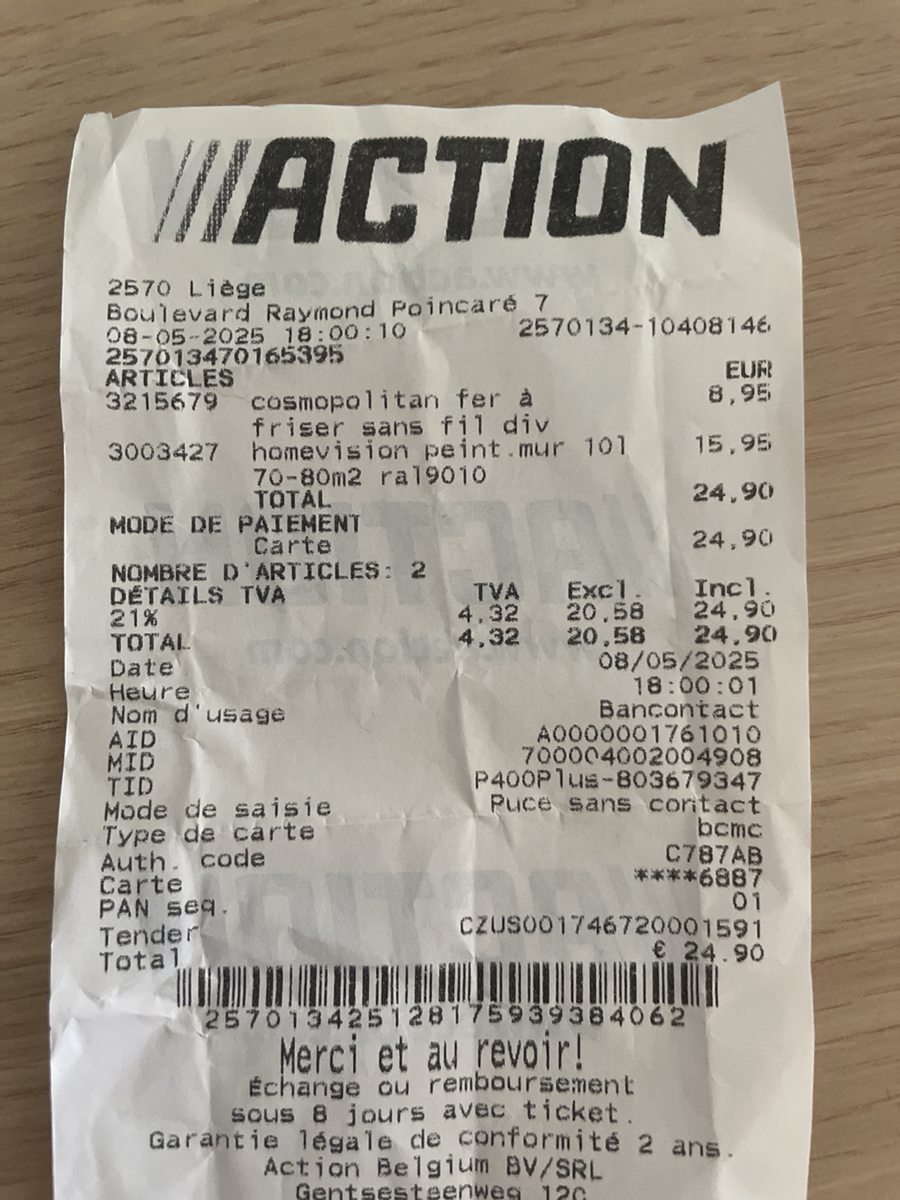 ACTION
2570 Liège
Boulevard Raymond Poincaré 7
08-05-2025 18:00:10 2570134-10408146
257013470165395
ARTICLES EUR
3215679 cosmopolitan fer à 8,95
friser sans fil div
3003427 homevision peint.mur 10l 15,95
70-80m2 ral9010
TOTAL 24,90
MODE DE PAIEMENT
Carte 24,90
NOMBRE D'ARTICLES: 2
DÉTAILS TVA TVA Excl. Incl.
21% 4,32 20,58 24,90
TOTAL 4,32 20,58 24,90
Date 08/05/2025
Heure 18:00:01
Nom d'usage Bancontact
AID A0000001761010
MID 700004002004908
TID P400Plus-803679347
Mode de saisie Puce sans contact
Type de carte bcmc
Auth. code C787AB
Carte ****6887
PAN seq. 01
Tender CZUS001746720001591
Total € 24.90
257013425128175939384062
Merci et au revoir!
Échange ou remboursement
sous 8 jours avec ticket.
Garantie légale de conformité 2 ans.
Action Belgium BV/SRL
Gentsesteenweg 120